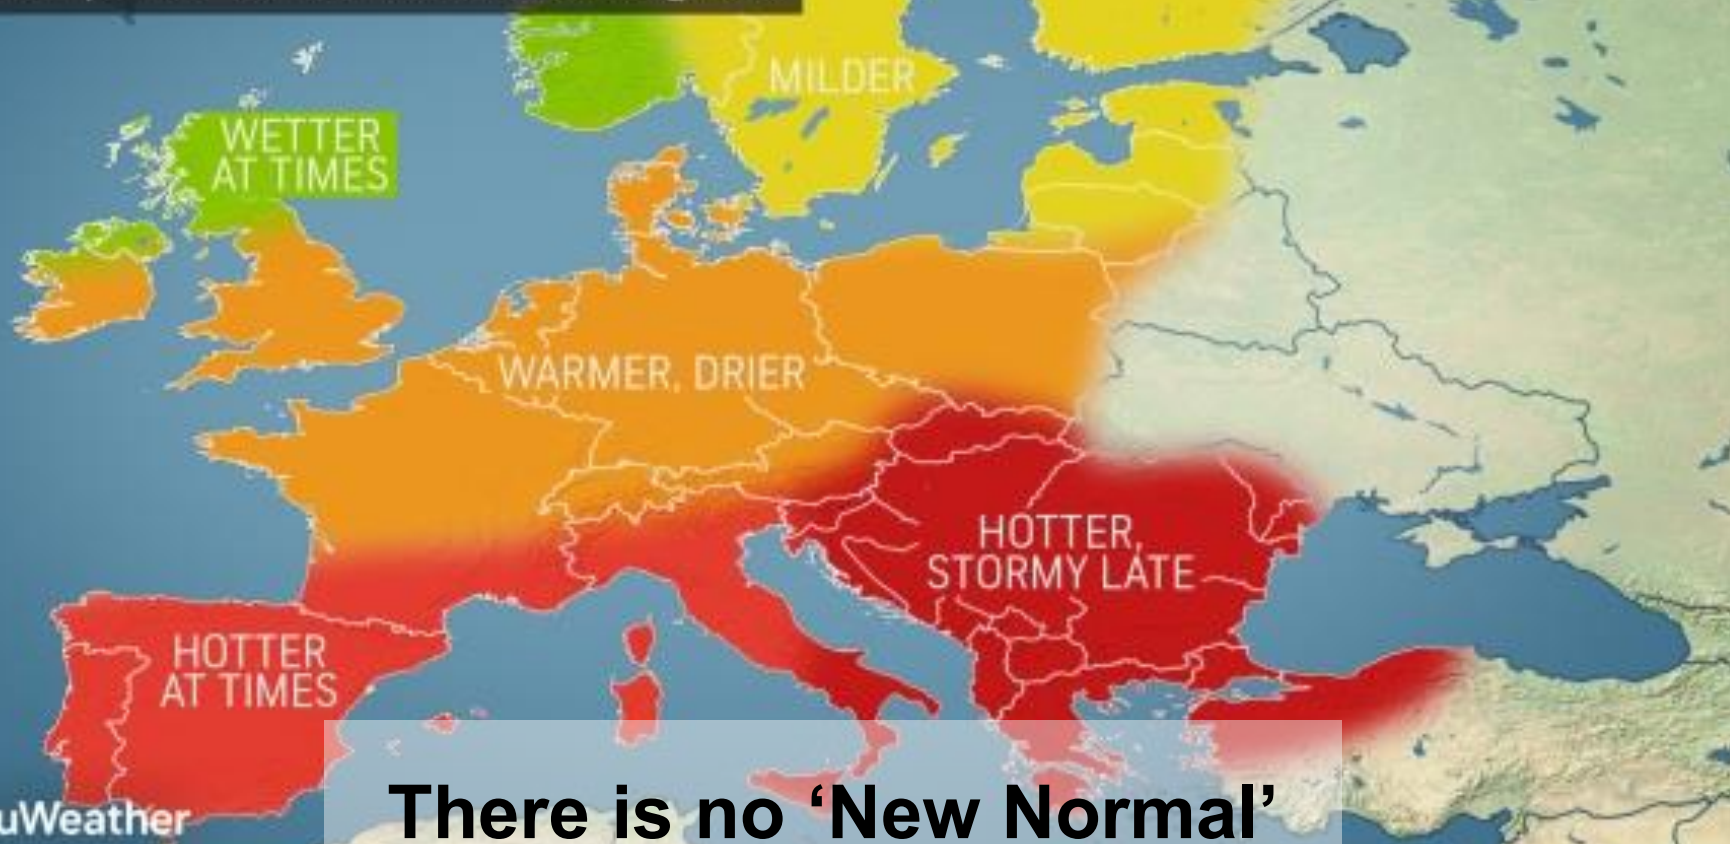 MILDER
WETTER
AT TIMES
WARMER, DRIER
HOTTER,
STORMY LATE
HOTTER
AT TIMES
uWeather
There is no ‘New Normal’